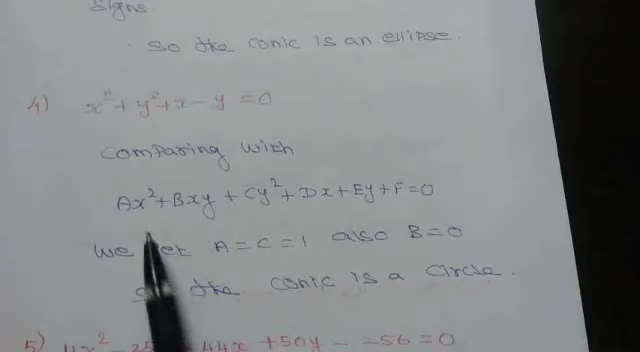 signs.
so the conic is an ellipse.
4) x² + y² + x - y = 0
Comparing with
Ax² + Bxy + Cy² + Dx + Ey + F = 0
we get A = C = 1 also B = 0
the conic is a circle.
5) 44x + 50y - 256 = 0